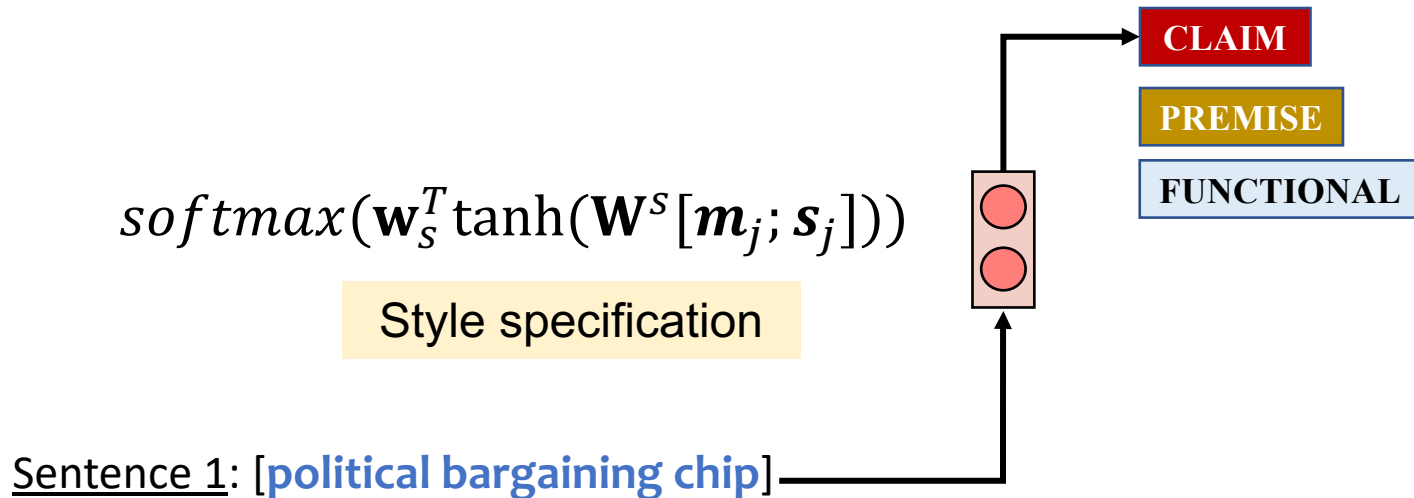 CLAIM
PREMISE
FUNCTIONAL
softmax(w_s^T tanh(W^s[m_j; s_j]))
Style specification
Sentence 1: [political bargaining chip]